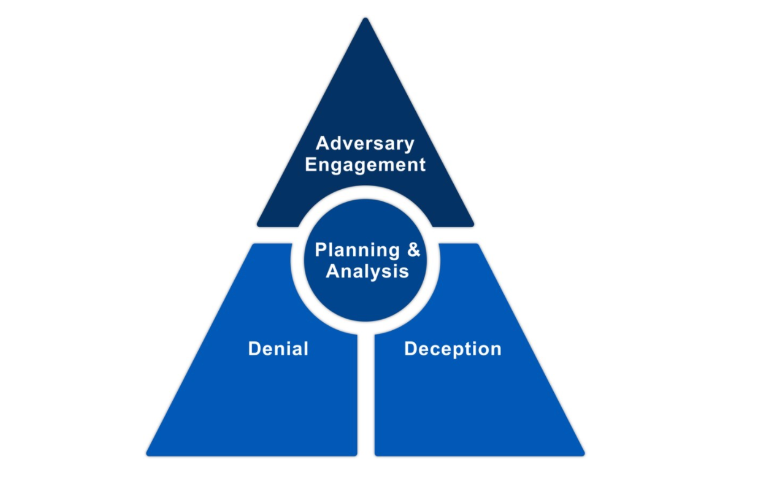 Adversary
Engagement
Planning &
Analysis
Denial
Deception